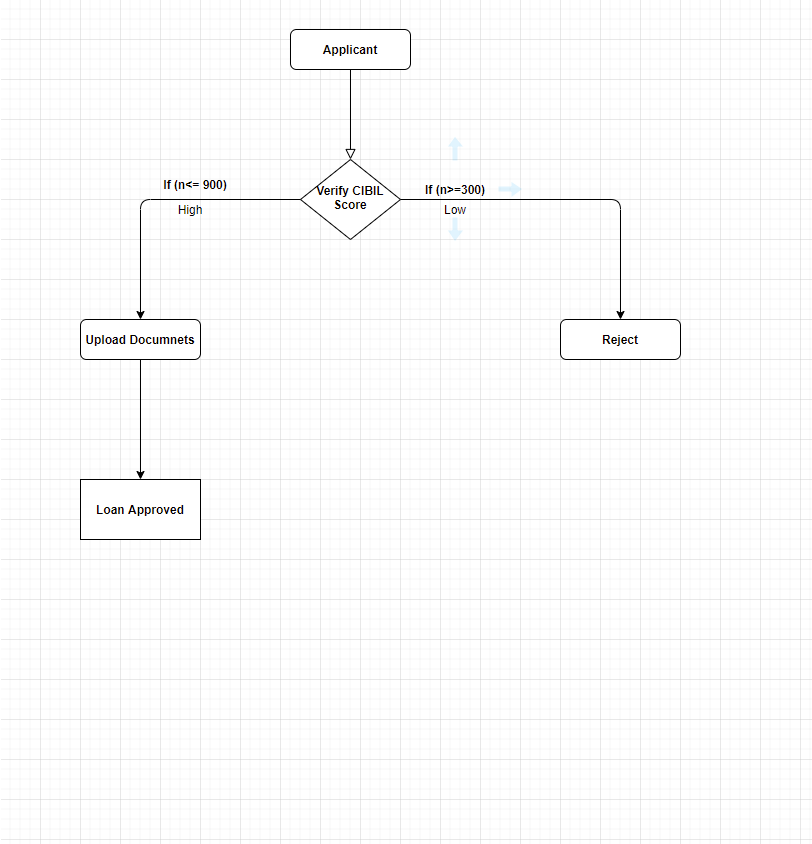 Applicant
If (n<= 900)
High
Verify CIBIL
Score
If (n>=300)
Low
Upload Documnets
Reject
Loan Approved